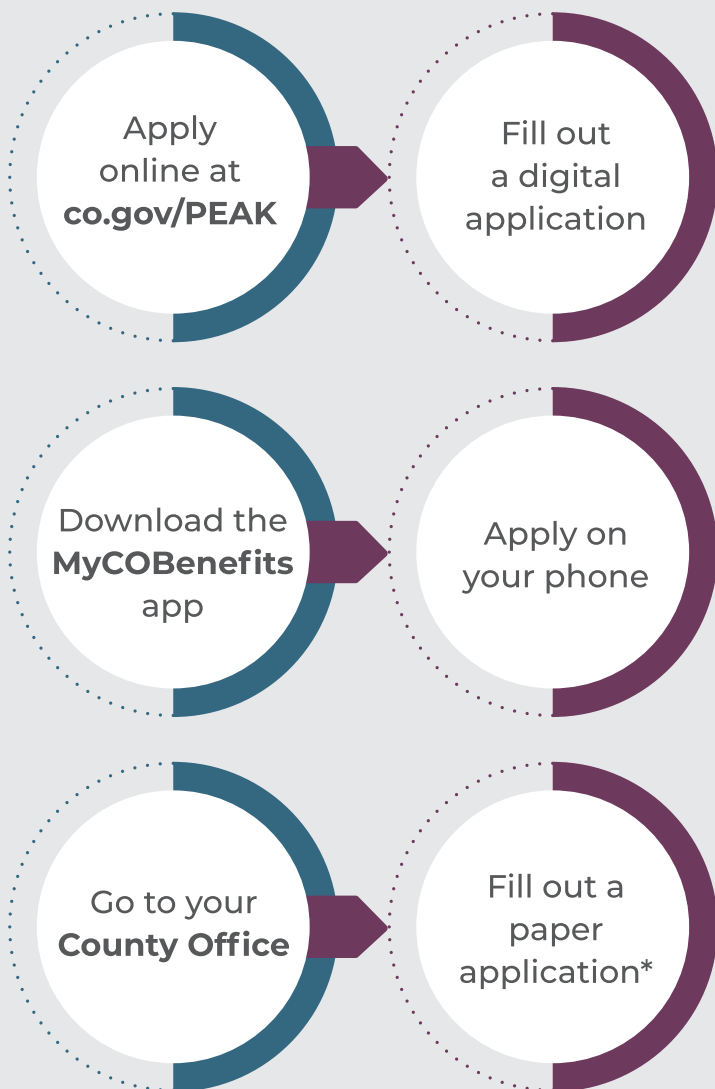 Apply
online at
co.gov/PEAK
Fill out
a digital
application
Download the
MyCOBenefits
app
Apply on
your phone
Go to your
County Office
Fill out a
paper
application*